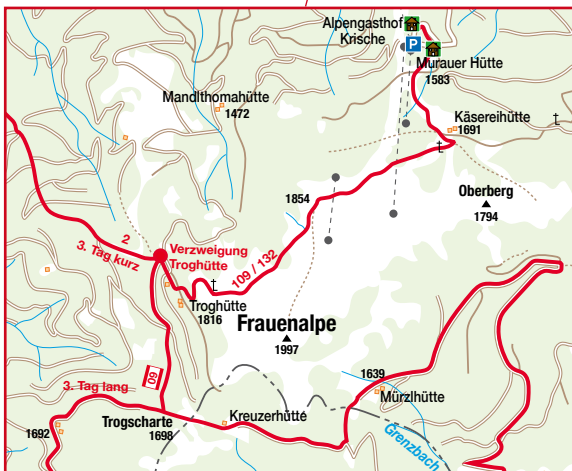 Alpengasthof
Krische
P
Murauer Hütte
1583
Mandlthomahütte
1472
Käsereihütte
1691
1854
Oberberg
1794
2
3. Tag kurz
Verzweigung
Troghütte
109 / 132
Troghütte
1816
Frauenalpe
1997
09
1639
3. Tag lang
Mürzlhütte
Trogscharte
1698
Kreuzerhütte
1692
Grenzbach